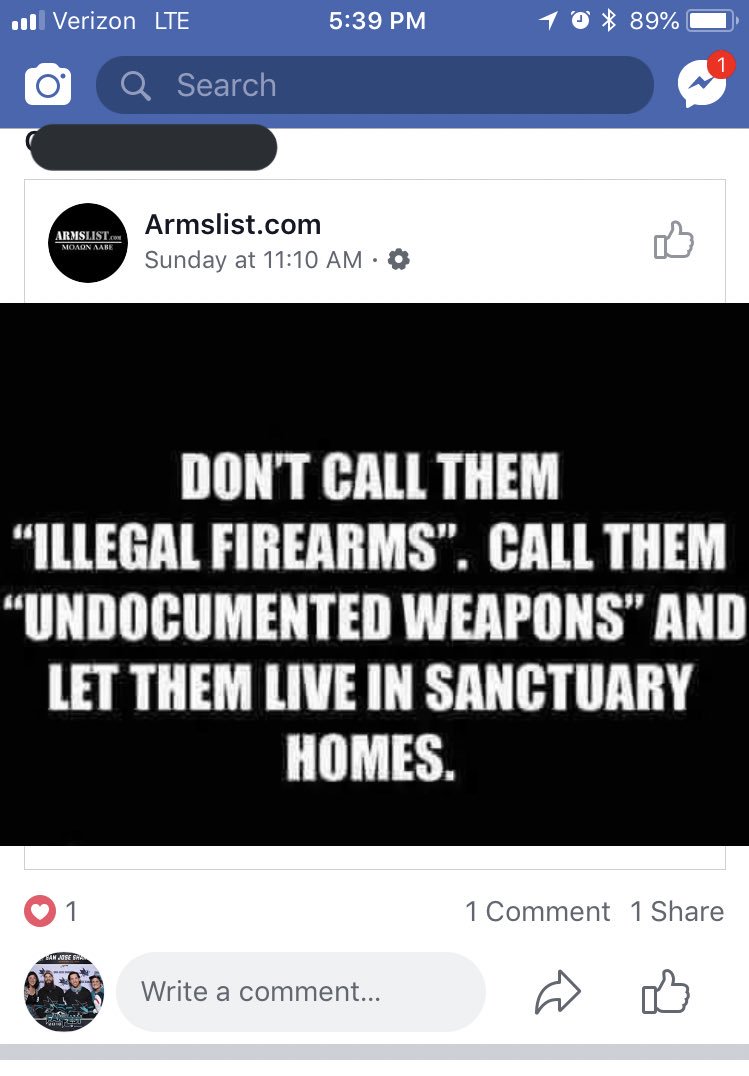 Verizon LTE 5:39 PM 89%
Search
1
ARMSLIST.COM
ΜΟΛΩΝ ΛΑΒΕ
Armslist.com
Sunday at 11:10 AM ·
DON'T CALL THEM
"ILLEGAL FIREARMS". CALL THEM
"UNDOCUMENTED WEAPONS" AND
LET THEM LIVE IN SANCTUARY
HOMES.
1 1 Comment 1 Share
SAN JOSE SHA
Write a comment...